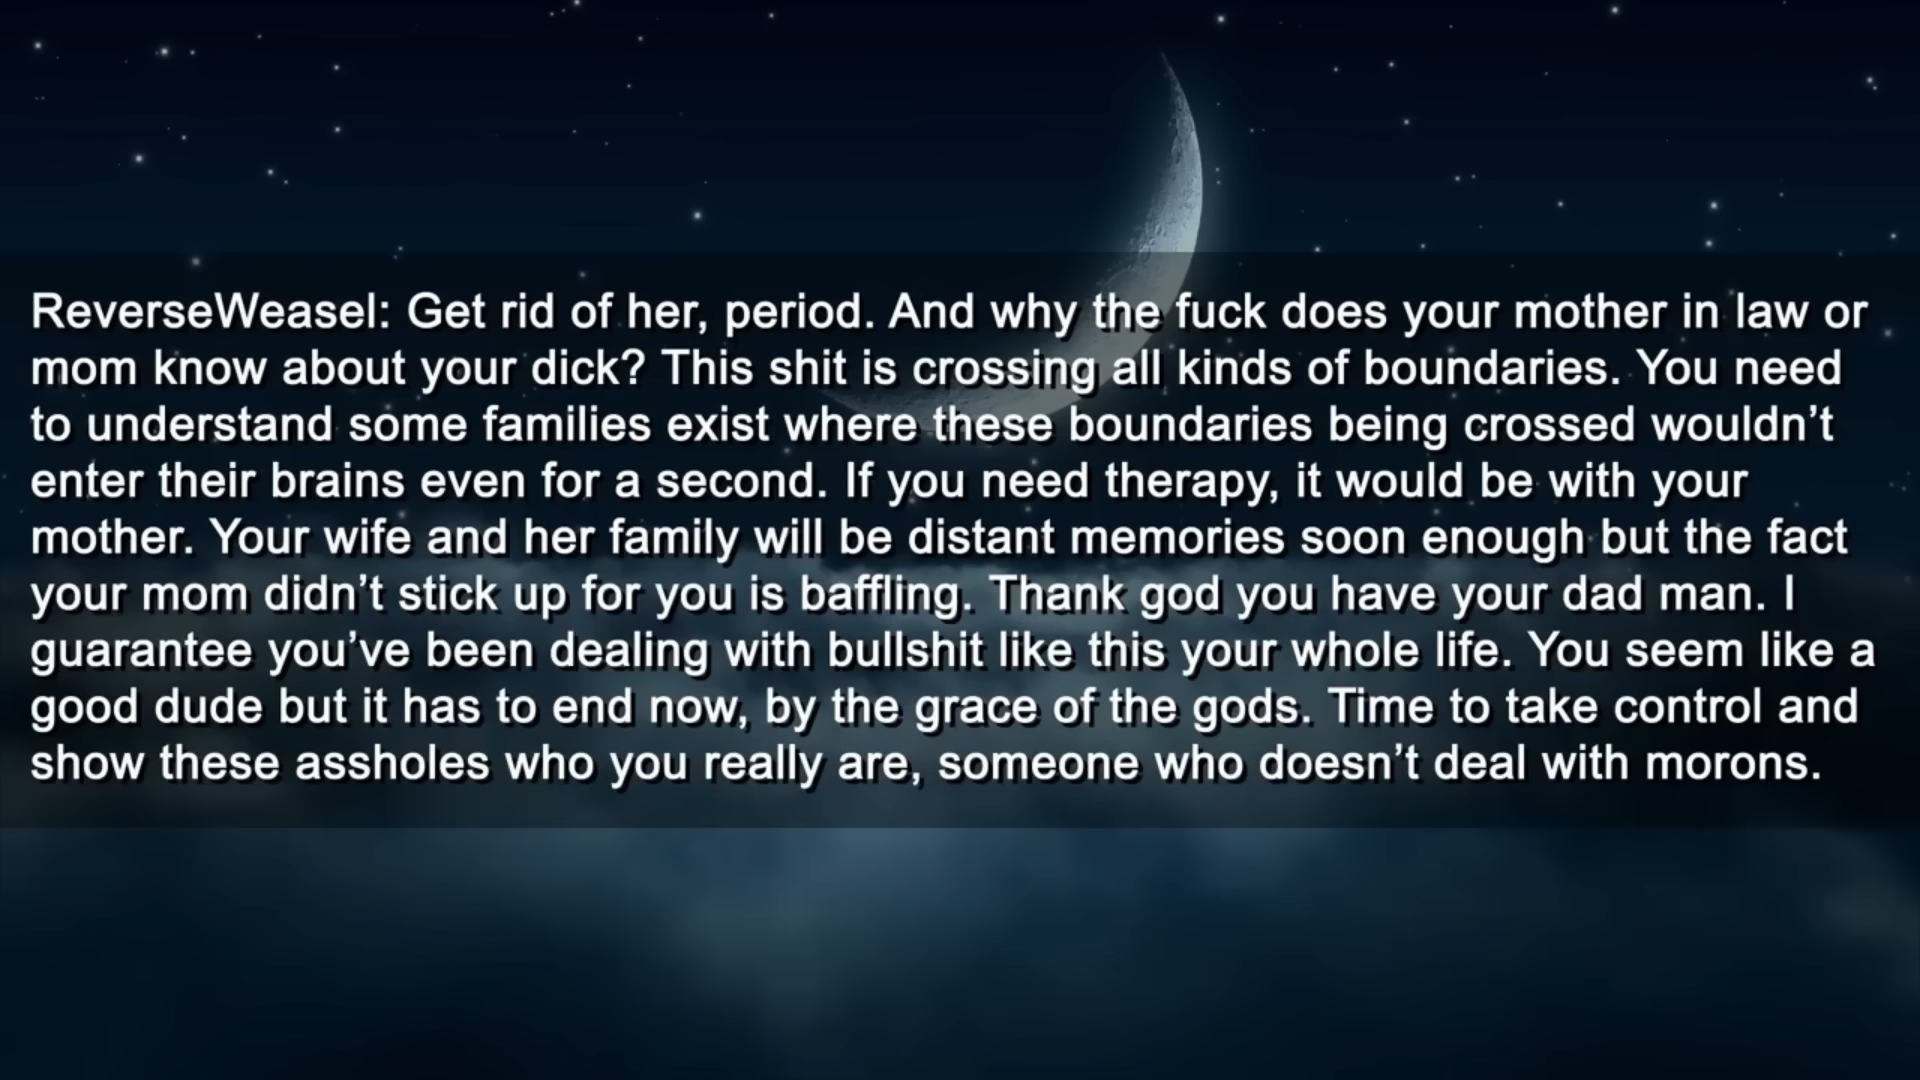 ReverseWeasel: Get rid of her, period. And why the fuck does your mother in law or
mom know about your dick? This shit is crossing all kinds of boundaries. You need
to understand some families exist where these boundaries being crossed wouldn’t
enter their brains even for a second. If you need therapy, it would be with your
mother. Your wife and her family will be distant memories soon enough but the fact
your mom didn’t stick up for you is baffling. Thank god you have your dad man. I
guarantee you’ve been dealing with bullshit like this your whole life. You seem like a
good dude but it has to end now, by the grace of the gods. Time to take control and
show these assholes who you really are, someone who doesn’t deal with morons.